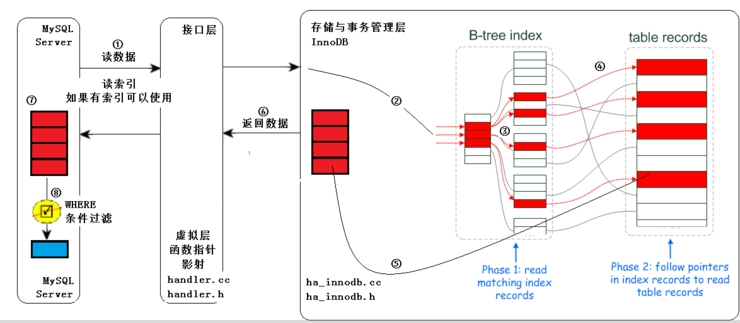 MySQL
Server
①
读数据
读索引
如果有索引可以使用
⑦
⑧
WHERE
条件过滤
MySQL
Server
接口层
⑥
返回数据
虚拟层
函数指针
影射
handler.cc
handler.h
存储与事务管理层
InnoDB
②
⑤
ha_innodb.cc
ha_innodb.h
B-tree index
③
④
Phase 1: read
matching index
records
table records
Phase 2: follow pointers
in index records to read
table records